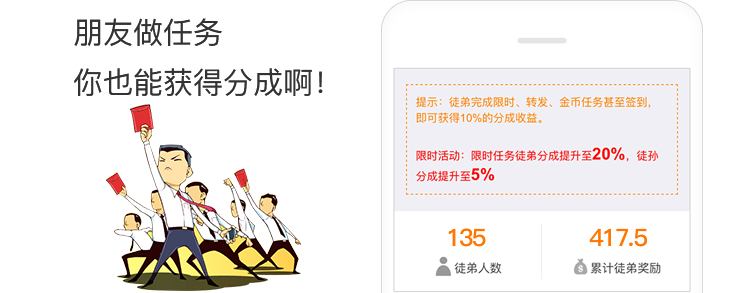 朋友做任务
你也能获得分成啊!
提示：徒弟完成限时、转发、金币任务甚至签到，
即可获得10%的分成收益。
限时活动：限时任务徒弟分成提升至20%，徒孙
分成提升至5%
135
徒弟人数
417.5
累计徒弟奖励